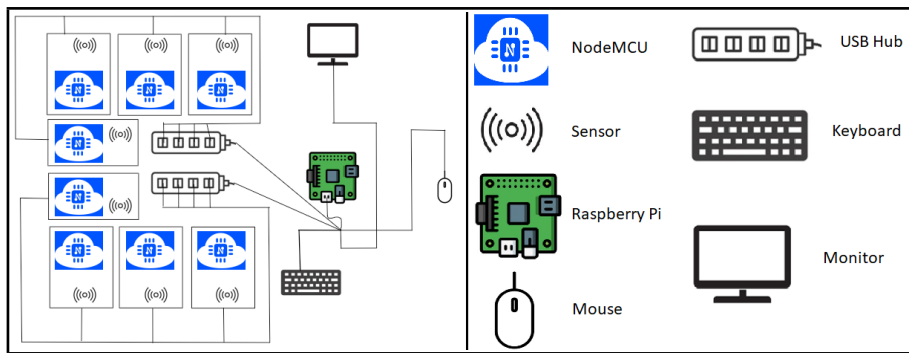 NodeMCU
USB Hub
Sensor
Keyboard
Raspberry Pi
Monitor
Mouse